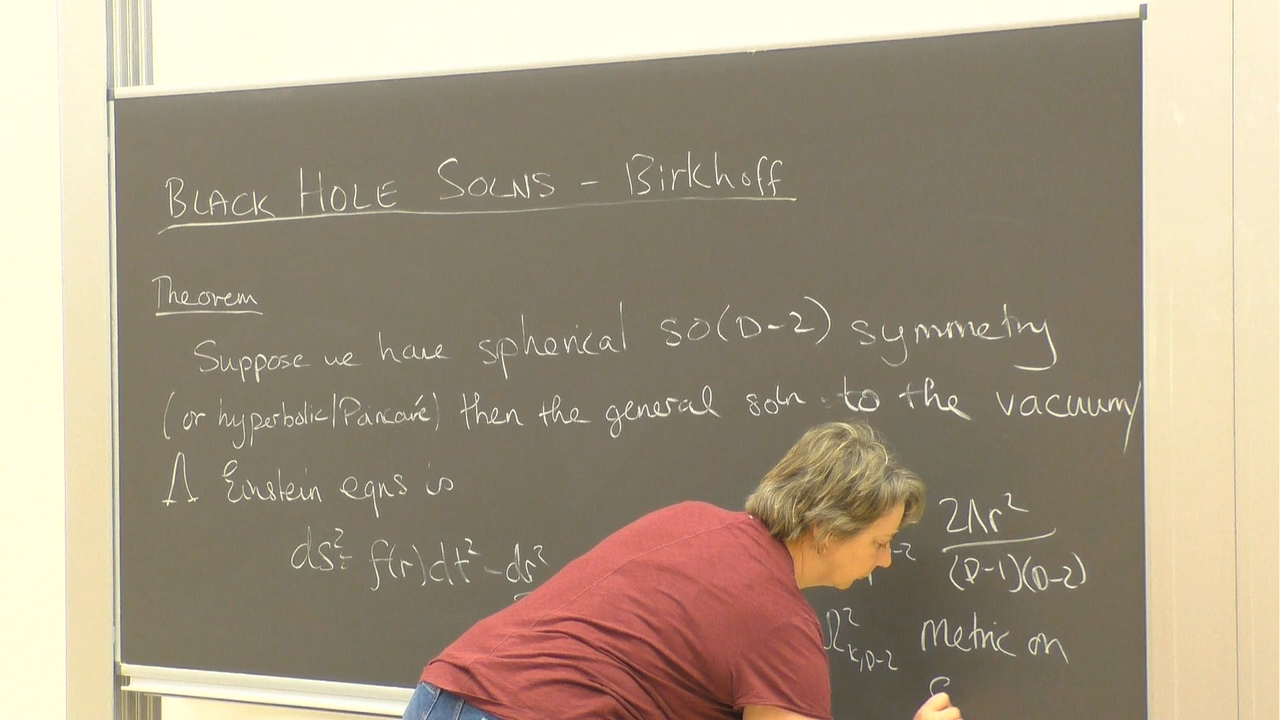 BLACK HOLE SOLNS - Birkhoff
Theorem
Suppose we have spherical SO(D-2) symmetry
(or hyperbolic/Poincaré) then the general soln to the vacuum/
Λ Einstein eqns is
ds² = f(r)dt² - dr² 2Λr²
(D-1)(D-2)
Ω²κ,D-2 metric on